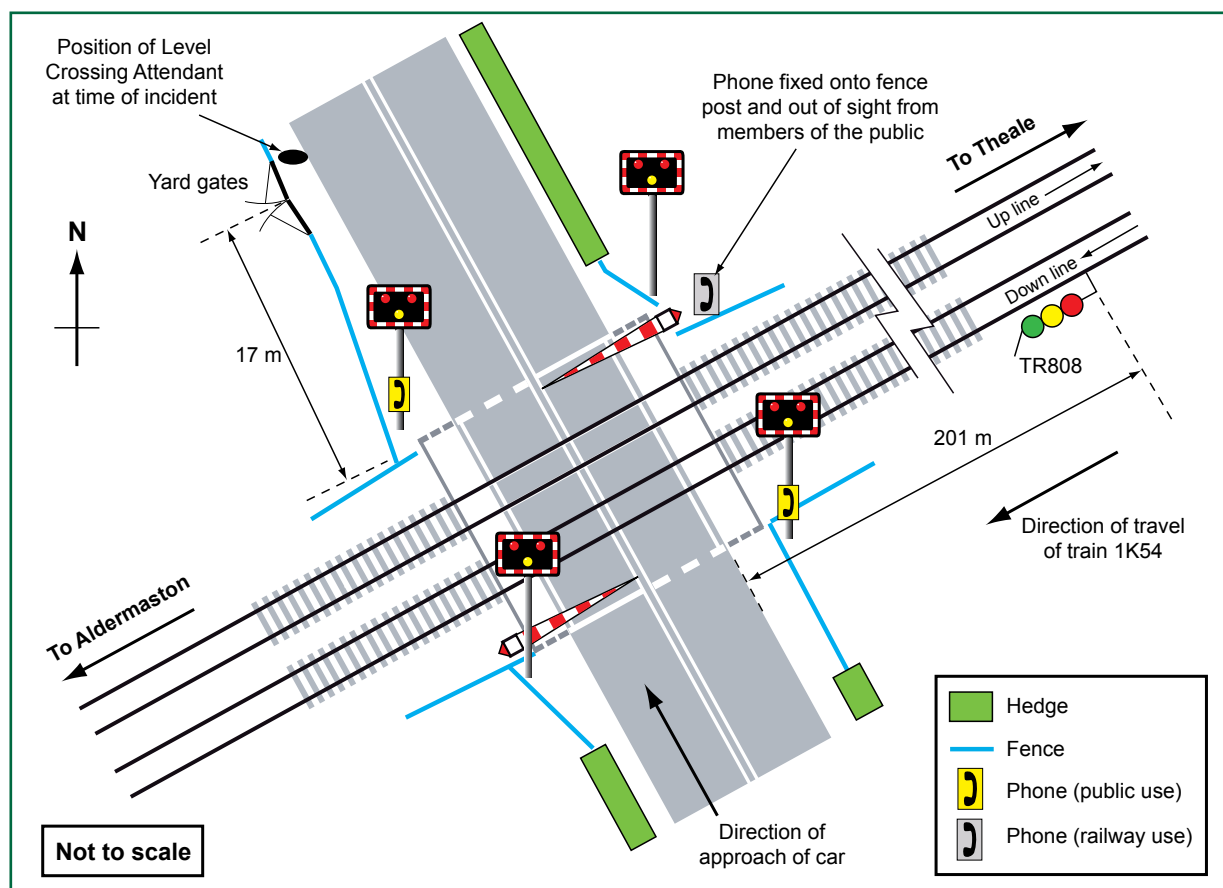 Position of Level
Crossing Attendant
at time of incident
Phone fixed onto fence
post and out of sight from
members of the public
To Theale
Yard gates
Up line
N
Down line
17 m
TR808
201 m
Direction of travel
of train 1K54
To Aldermaston
Hedge
Fence
Phone (public use)
Phone (railway use)
Direction of
approach of car
Not to scale